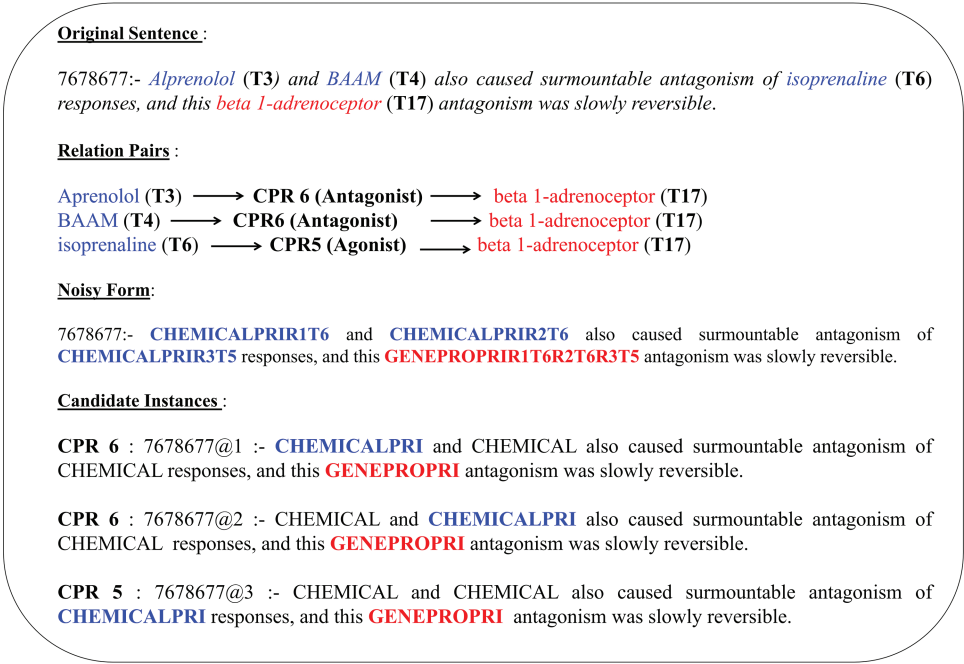 Original Sentence :
7678677:- Alprenolol (T3) and BAAM (T4) also caused surmountable antagonism of isoprenaline (T6)
responses, and this beta 1-adrenoceptor (T17) antagonism was slowly reversible.
Relation Pairs :
Aprenolol (T3) ⟶ CPR 6 (Antagonist) ⟶ beta 1-adrenoceptor (T17)
BAAM (T4) ⟶ CPR6 (Antagonist) ⟶ beta 1-adrenoceptor (T17)
isoprenaline (T6) ⟶ CPR5 (Agonist) ⟶ beta 1-adrenoceptor (T17)
Noisy Form:
7678677:- CHEMICALPRIR1T6 and CHEMICALPRIR2T6 also caused surmountable antagonism of
CHEMICALPRIR3T5 responses, and this GENEPROPRIR1T6R2T6R3T5 antagonism was slowly reversible.
Candidate Instances :
CPR 6 : 7678677@1 :- CHEMICALPRI and CHEMICAL also caused surmountable antagonism of
CHEMICAL responses, and this GENEPROPRI antagonism was slowly reversible.
CPR 6 : 7678677@2 :- CHEMICAL and CHEMICALPRI also caused surmountable antagonism of
CHEMICAL responses, and this GENEPROPRI antagonism was slowly reversible.
CPR 5 : 7678677@3 :- CHEMICAL and CHEMICAL also caused surmountable antagonism of
CHEMICALPRI responses, and this GENEPROPRI antagonism was slowly reversible.